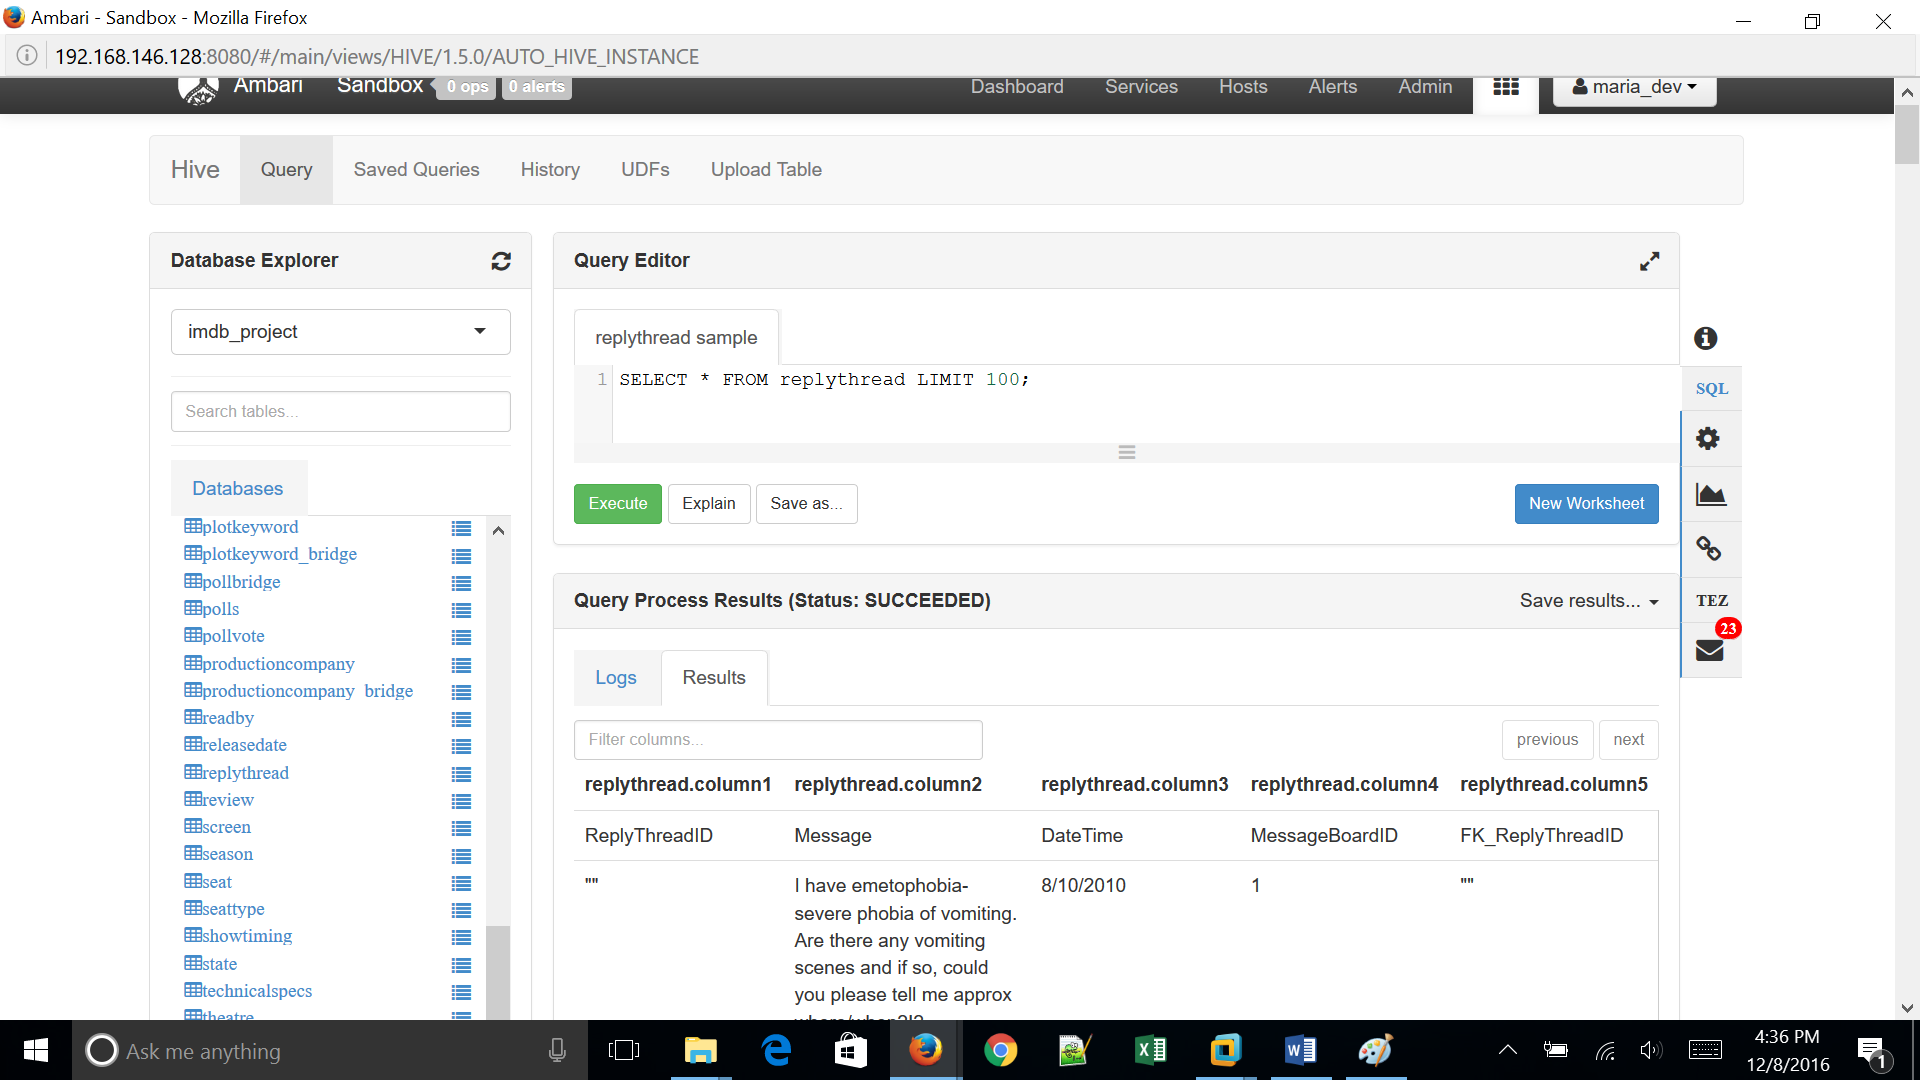 Ambari - Sandbox - Mozilla Firefox
192.168.146.128:8080/#/main/views/HIVE/1.5.0/AUTO_HIVE_INSTANCE
Ambari Sandbox 0 ops 0 alerts Dashboard Services Hosts Alerts Admin maria_dev
Hive Query Saved Queries History UDFs Upload Table
Database Explorer
imdb_project
Search tables...
Databases
plotkeyword
plotkeyword_bridge
pollbridge
polls
pollvote
productioncompany
productioncompany_bridge
readby
releasedate
replythread
review
screen
season
seat
seattype
showtiming
state
technicalspecs
theatre
Query Editor
replythread sample
1 SELECT * FROM replythread LIMIT 100;
Execute Explain Save as... New Worksheet
SQL
TEZ
23
Query Process Results (Status: SUCCEEDED) Save results...
Logs Results
Filter columns... previous next
replythread.column1 replythread.column2 replythread.column3 replythread.column4 replythread.column5
ReplyThreadID Message DateTime MessageBoardID FK_ReplyThreadID
"" I have emetophobia- 8/10/2010 1 ""
severe phobia of vomiting.
Are there any vomiting
scenes and if so, could
you please tell me approx
where/when?!?
Ask me anything
4:36 PM
12/8/2016
1